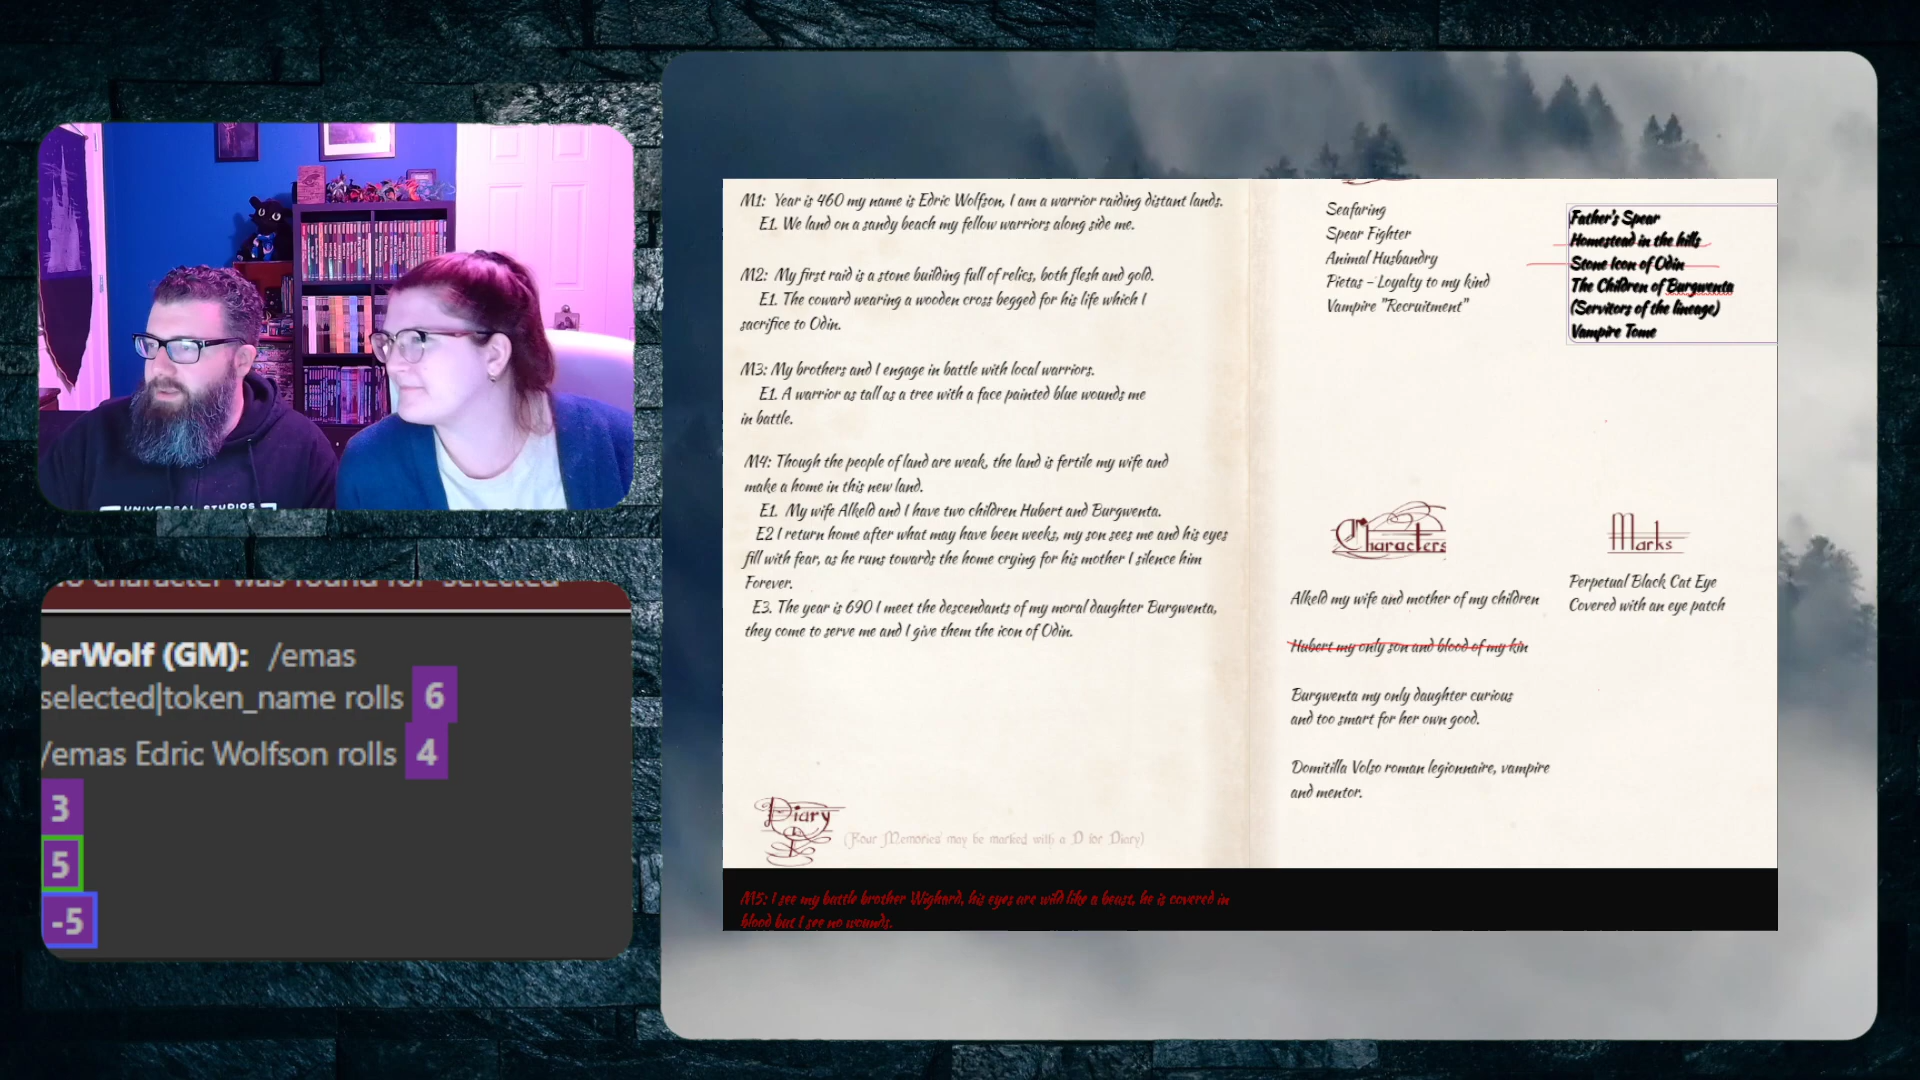 UNIVERSAL STUDIOS
DerWolf (GM): /emas
selected|token_name rolls 6
/emas Edric Wolfson rolls 4
3
5
-5
M1: Year is 460 my name is Edric Wolfson, I am a warrior raiding distant lands.
E1. We land on a sandy beach my fellow warriors along side me.
M2: My first raid is a stone building full of relics, both flesh and gold.
E1. The coward wearing a wooden cross begged for his life which I
sacrifice to Odin.
M3: My brothers and I engage in battle with local warriors.
E1. A warrior as tall as a tree with a face painted blue wounds me
in battle.
M4: Though the people of land are weak, the land is fertile my wife and
make a home in this new land.
E1. My wife Alkeld and I have two children Hubert and Burgwenta.
E2 I return home after what may have been weeks, my son sees me and his eyes
fill with fear, as he runs towards the home crying for his mother I silence him
Forever.
E3. The year is 690 I meet the descendants of my moral daughter Burgwenta,
they come to serve me and I give them the icon of Odin.
Diary
(Four Memories may be marked with a D for Diary)
M5: I see my battle brother Wighard, his eyes are wild like a beast, he is covered in
blood but I see no wounds.
Seafaring
Spear Fighter
Animal Husbandry
Pietas - Loyalty to my kind
Vampire "Recruitment"
Father's Spear
Homestead in the hills
Stone Icon of Odin
The Children of Burgwenta
(Servitors of the lineage)
Vampire Tome
Characters
Alkeld my wife and mother of my children
Hubert my only son and blood of my kin
Burgwenta my only daughter curious
and too smart for her own good.
Domitilla Volso roman legionnaire, vampire
and mentor.
Marks
Perpetual Black Cat Eye
Covered with an eye patch